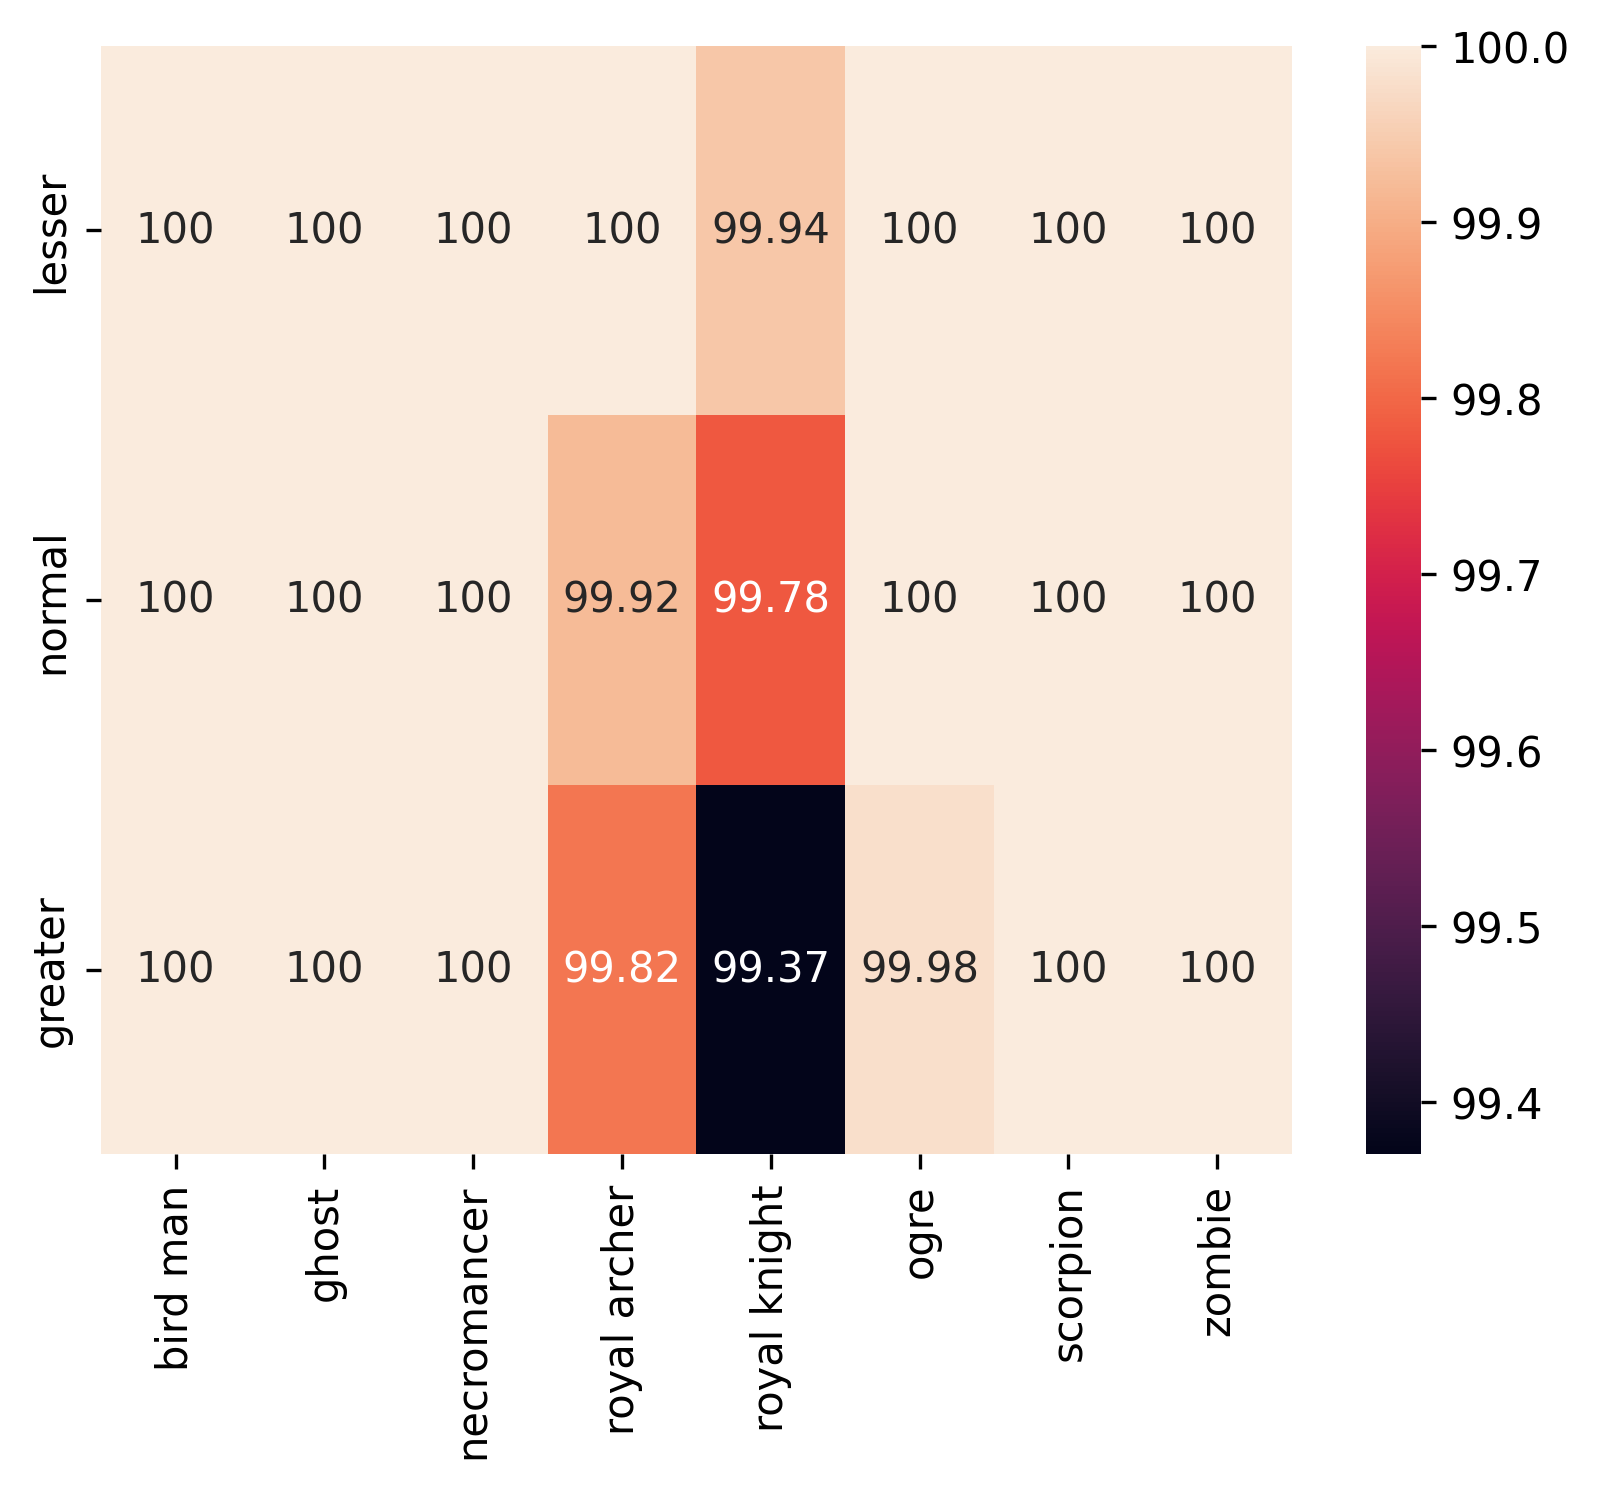 100.0
lesser 100 100 100 100 99.94 100 100 100
99.9
99.8
99.7
normal 100 100 100 99.92 99.78 100 100 100
99.6
99.5
greater 100 100 100 99.82 99.37 99.98 100 100
99.4
bird man
ghost
necromancer
royal archer
royal knight
ogre
scorpion
zombie